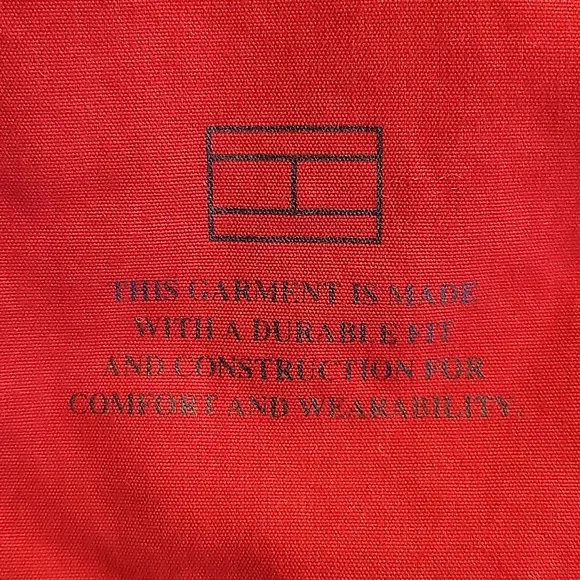 THIS GARMENT IS MADE
WITH A DURABLE FIT
AND CONSTRUCTION FOR
COMFORT AND WEARABILITY.